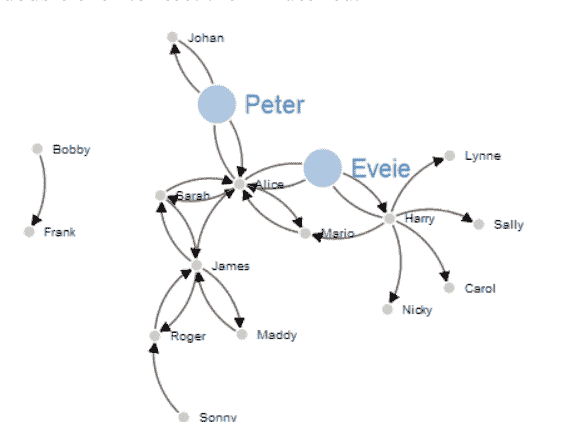 Johan
Peter
Bobby
Lynne
Eveie
Alice
Sarah
Harry
Sally
Frank
Mario
James
Carol
Nicky
Roger
Maddy
Sonny